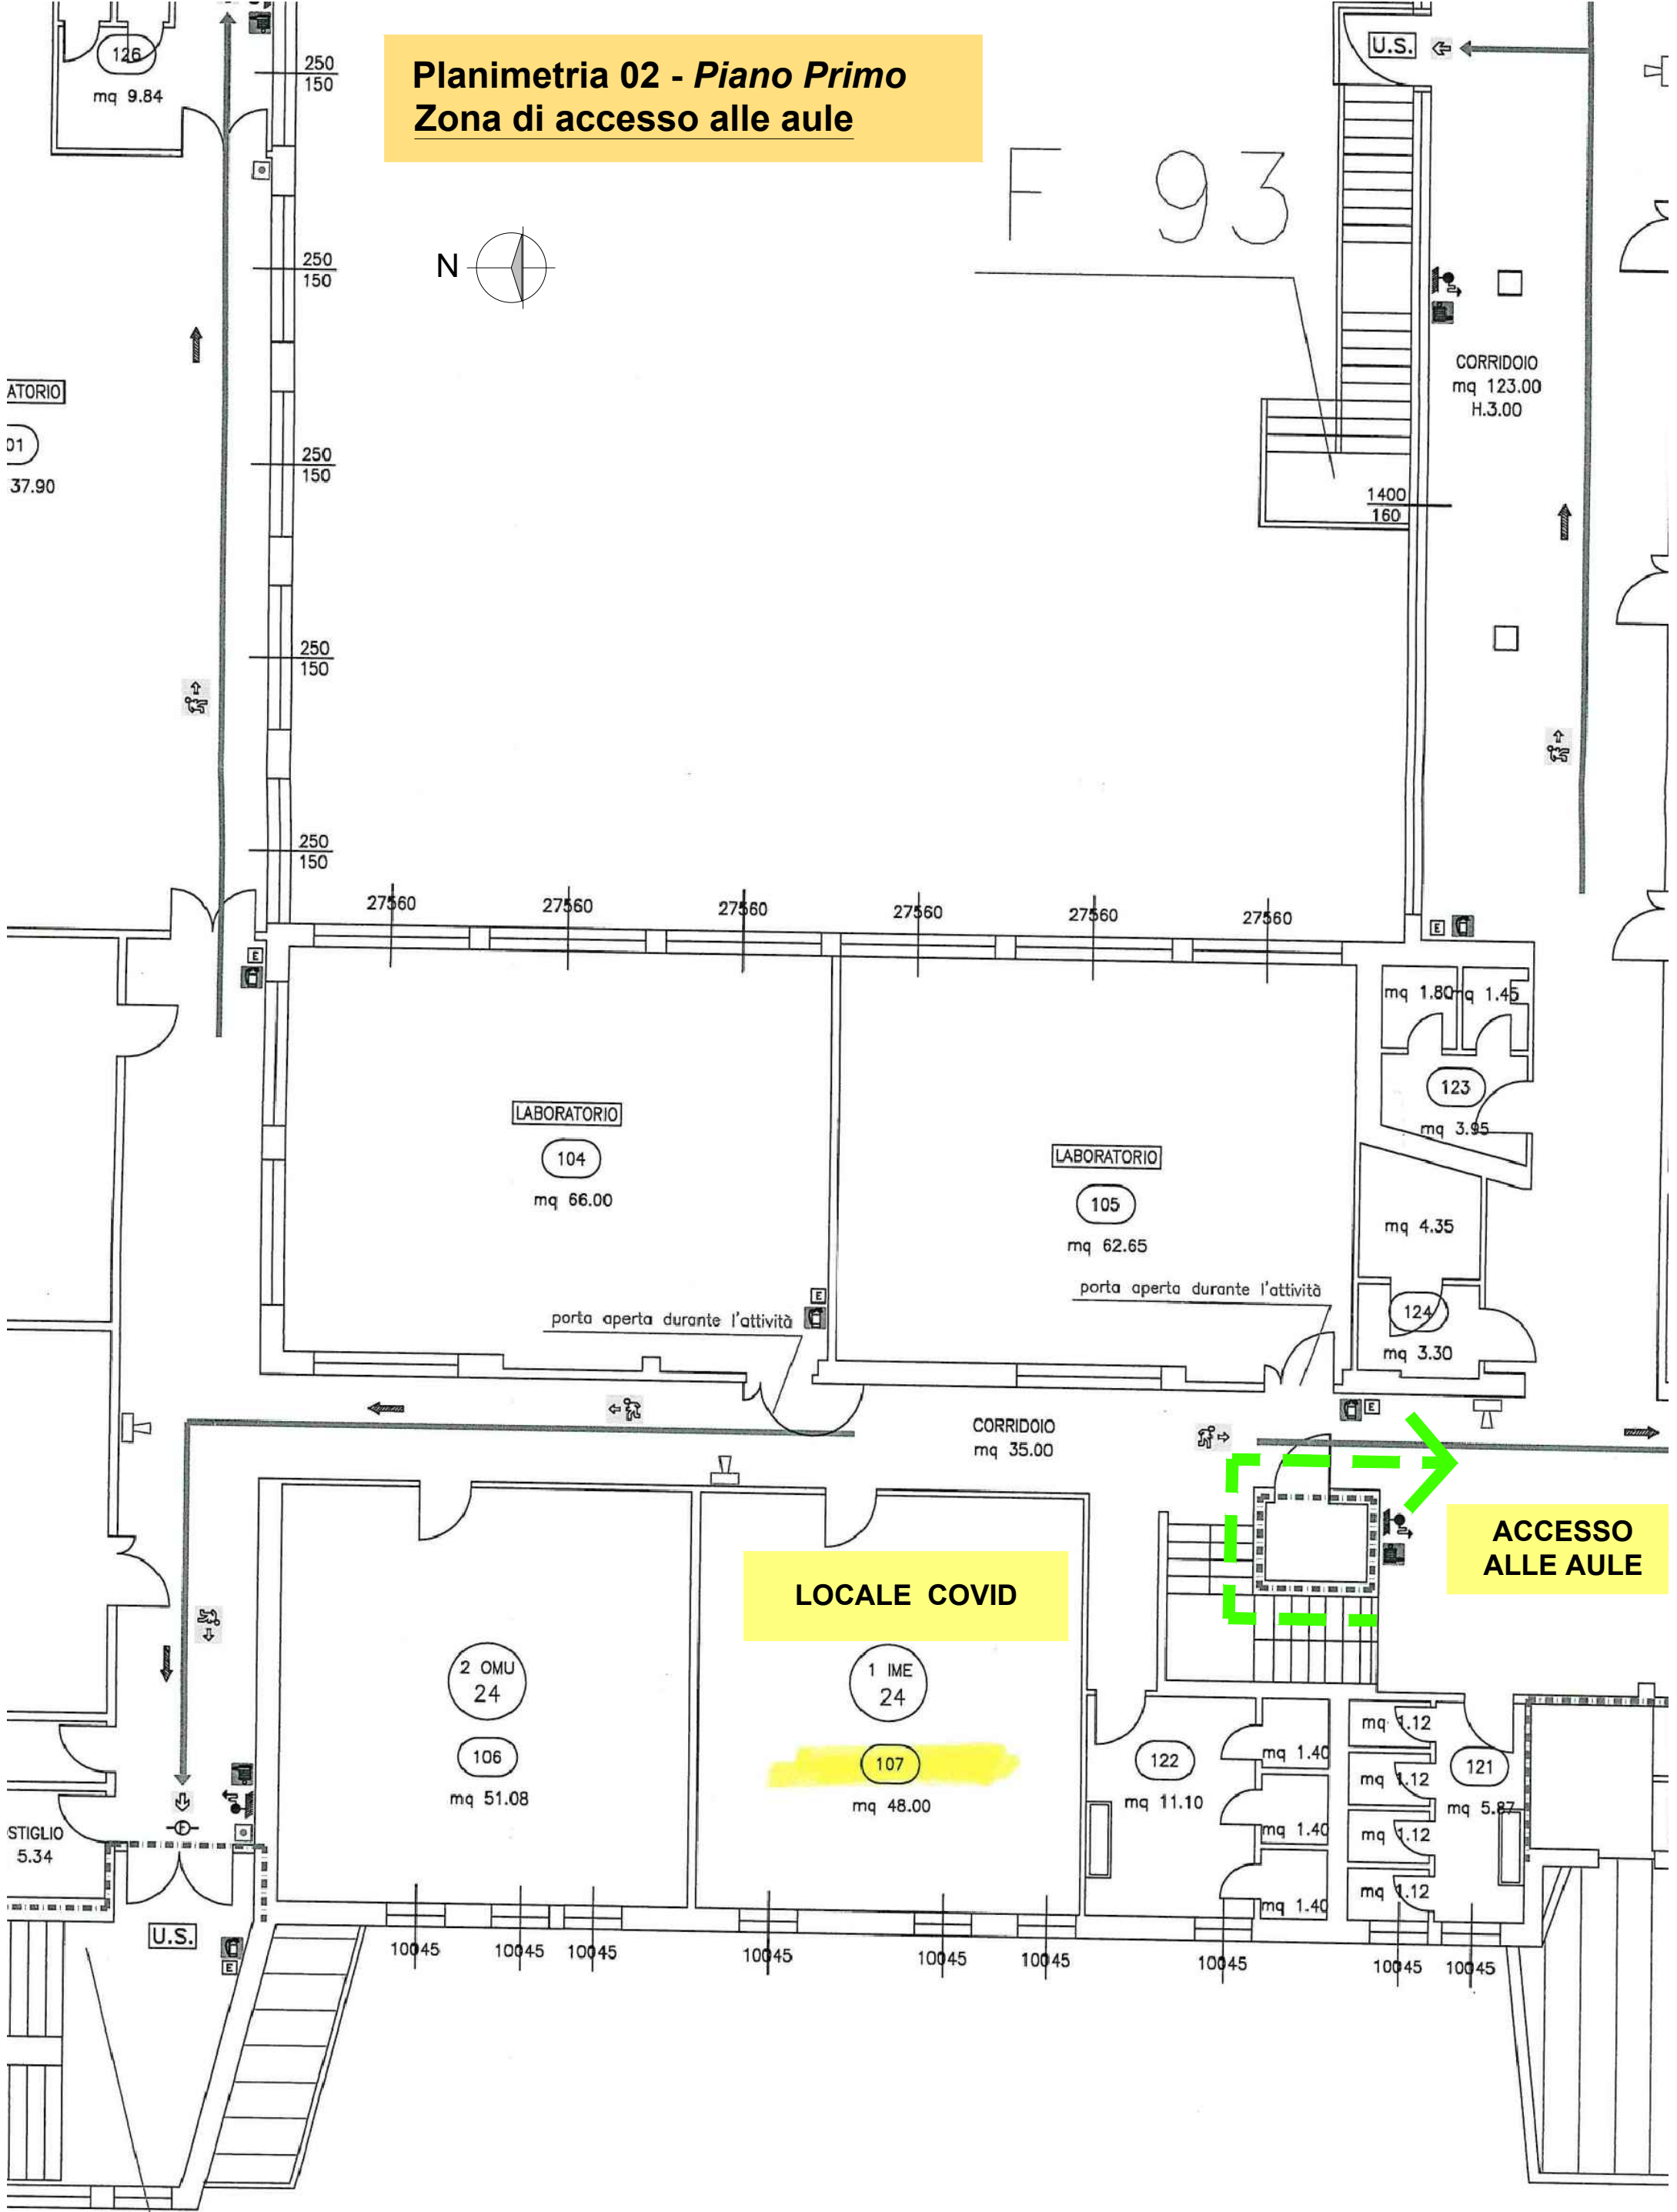 126
mq 9.84
Planimetria 02 - Piano Primo
Zona di accesso alle aule
U.S.
250
150
F 93
N
250
150
CORRIDOIO
mq 123.00
H.3.00
ATORIO
01
37.90
250
150
1400
160
250
150
250
150
27560
27560
27560
27560
27560
27560
E
E
mq 1.80
q 1.45
123
mq 3.95
LABORATORIO
104
mq 66.00
LABORATORIO
105
mq 62.65
mq 4.35
porta aperta durante l'attività
E
porta aperta durante l'attività
124
mq 3.30
CORRIDOIO
mq 35.00
E
ACCESSO
ALLE AULE
LOCALE COVID
2 OMU
24
1 IME
24
106
mq 51.08
107
mq 48.00
122
mq 11.10
mq 1.40
mq 1.40
mq 1.40
mq 1.12
mq 1.12
mq 1.12
mq 1.12
121
mq 5.87
F
STIGLIO
5.34
U.S.
E
10045
10045
10045
10045
10045
10045
10045
10045
10045